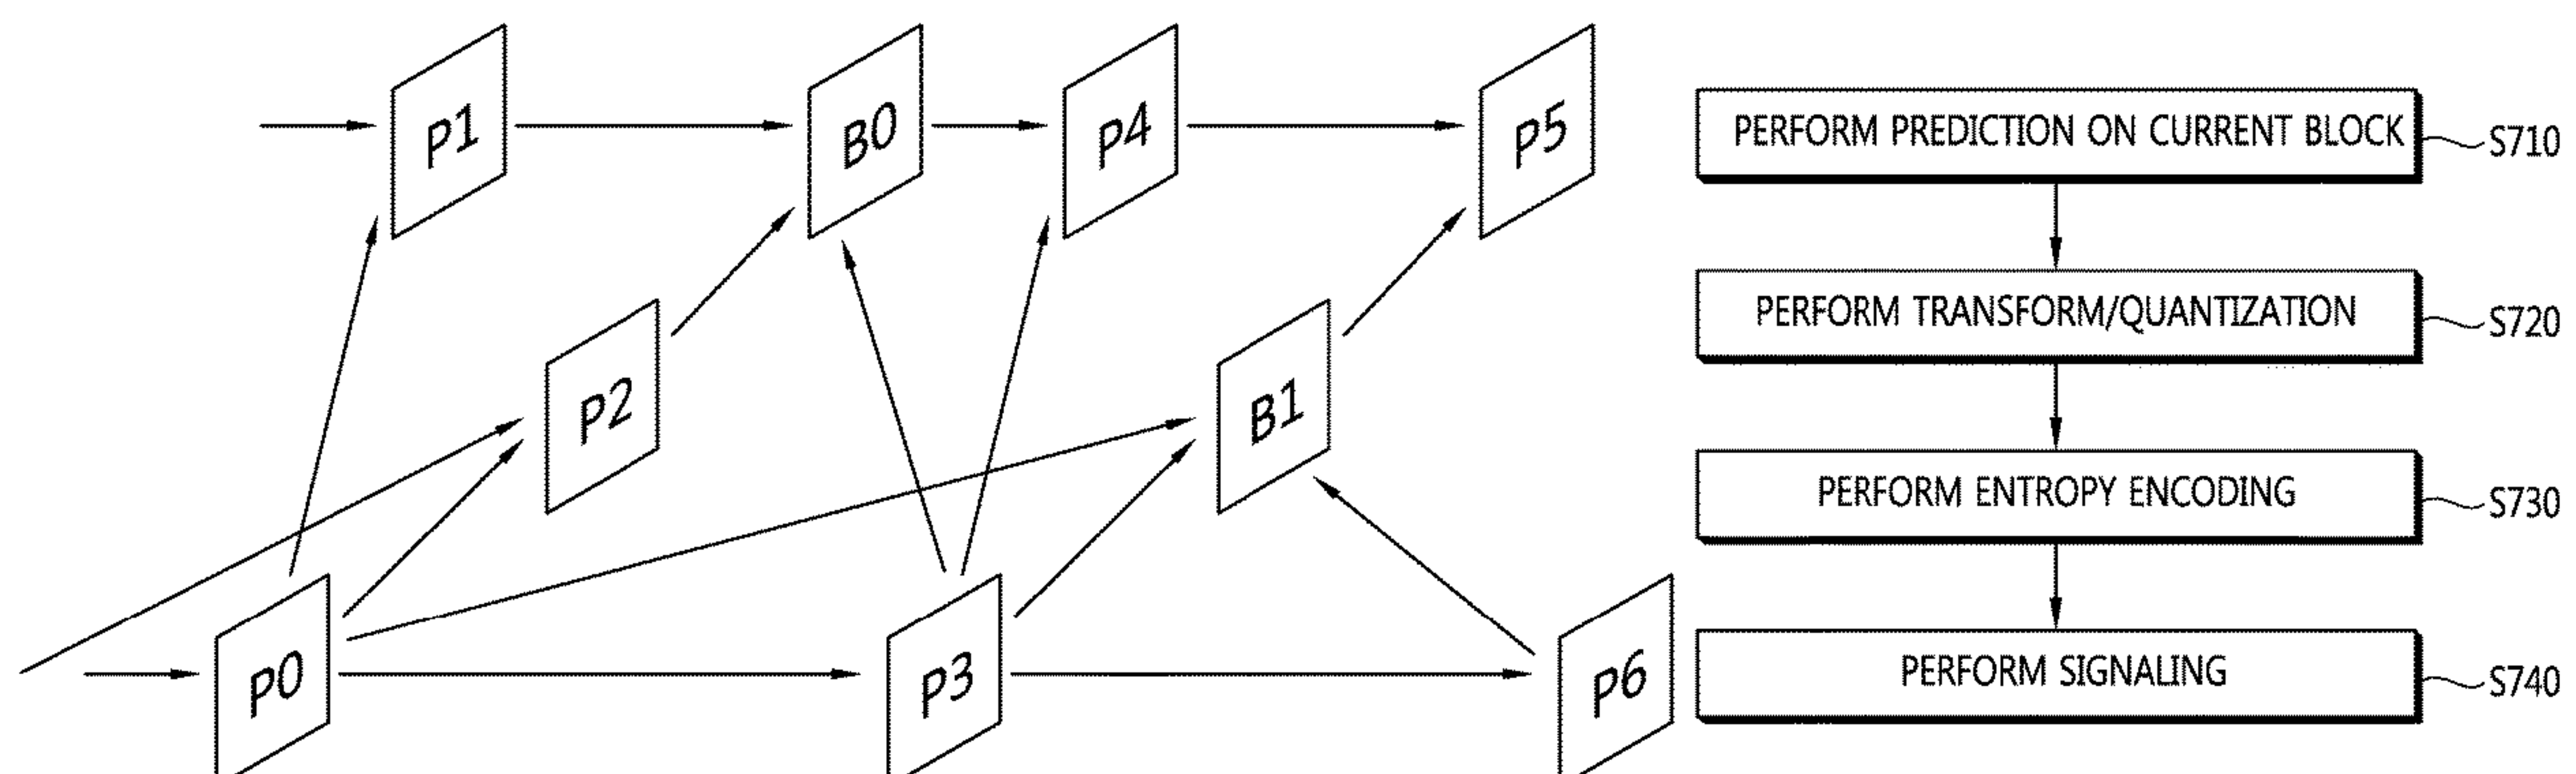 P1
B0
P4
P5
P2
B1
P0
P3
P6
PERFORM PREDICTION ON CURRENT BLOCK
S710
PERFORM TRANSFORM/QUANTIZATION
S720
PERFORM ENTROPY ENCODING
S730
PERFORM SIGNALING
S740